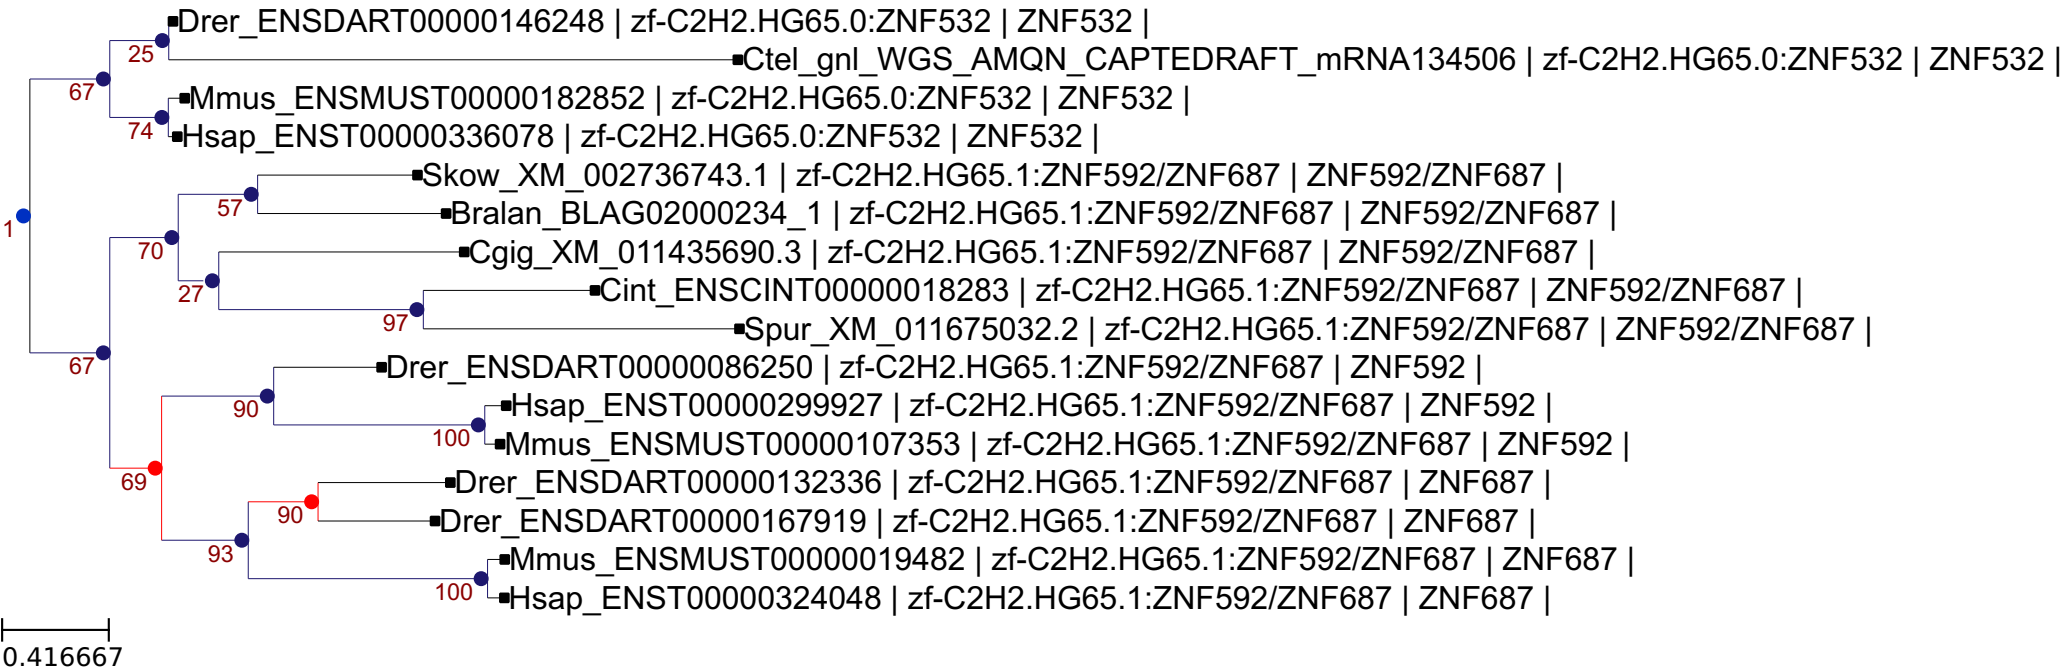 Drer_ENSDART00000146248 | zf-C2H2.HG65.0:ZNF532 | ZNF532 |
25
Ctel_gnl_WGS_AMQN_CAPTEDRAFT_mRNA134506 | zf-C2H2.HG65.0:ZNF532 | ZNF532 |
67
Mmus_ENSMUST00000182852 | zf-C2H2.HG65.0:ZNF532 | ZNF532 |
74
Hsap_ENST00000336078 | zf-C2H2.HG65.0:ZNF532 | ZNF532 |
Skow_XM_002736743.1 | zf-C2H2.HG65.1:ZNF592/ZNF687 | ZNF592/ZNF687 |
57
Bralan_BLAG02000234_1 | zf-C2H2.HG65.1:ZNF592/ZNF687 | ZNF592/ZNF687 |
1
70
Cgig_XM_011435690.3 | zf-C2H2.HG65.1:ZNF592/ZNF687 | ZNF592/ZNF687 |
27
Cint_ENSCINT00000018283 | zf-C2H2.HG65.1:ZNF592/ZNF687 | ZNF592/ZNF687 |
97
Spur_XM_011675032.2 | zf-C2H2.HG65.1:ZNF592/ZNF687 | ZNF592/ZNF687 |
67
Drer_ENSDART00000086250 | zf-C2H2.HG65.1:ZNF592/ZNF687 | ZNF592 |
90
Hsap_ENST00000299927 | zf-C2H2.HG65.1:ZNF592/ZNF687 | ZNF592 |
100
Mmus_ENSMUST00000107353 | zf-C2H2.HG65.1:ZNF592/ZNF687 | ZNF592 |
69
Drer_ENSDART00000132336 | zf-C2H2.HG65.1:ZNF592/ZNF687 | ZNF687 |
90
Drer_ENSDART00000167919 | zf-C2H2.HG65.1:ZNF592/ZNF687 | ZNF687 |
93
Mmus_ENSMUST00000019482 | zf-C2H2.HG65.1:ZNF592/ZNF687 | ZNF687 |
100
Hsap_ENST00000324048 | zf-C2H2.HG65.1:ZNF592/ZNF687 | ZNF687 |
0.416667